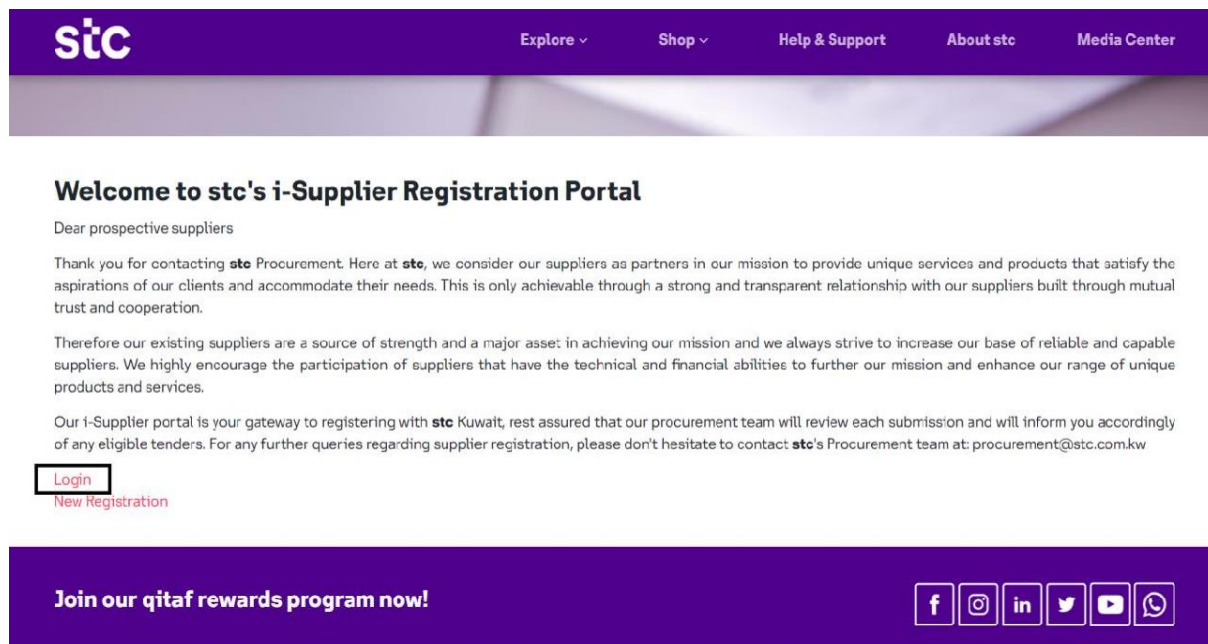 stc
Explore Shop Help & Support About stc Media Center
Welcome to stc's i-Supplier Registration Portal
Dear prospective suppliers
Thank you for contacting stc Procurement. Here at stc, we consider our suppliers as partners in our mission to provide unique services and products that satisfy the
aspirations of our clients and accommodate their needs. This is only achievable through a strong and transparent relationship with our suppliers built through mutual
trust and cooperation.
Therefore our existing suppliers are a source of strength and a major asset in achieving our mission and we always strive to increase our base of reliable and capable
suppliers. We highly encourage the participation of suppliers that have the technical and financial abilities to further our mission and enhance our range of unique
products and services.
Our i-Supplier portal is your gateway to registering with stc Kuwait, rest assured that our procurement team will review each submission and will inform you accordingly
of any eligible tenders. For any further queries regarding supplier registration, please don't hesitate to contact stc's Procurement team at: procurement@stc.com.kw
Login
New Registration
Join our qitaf rewards program now!